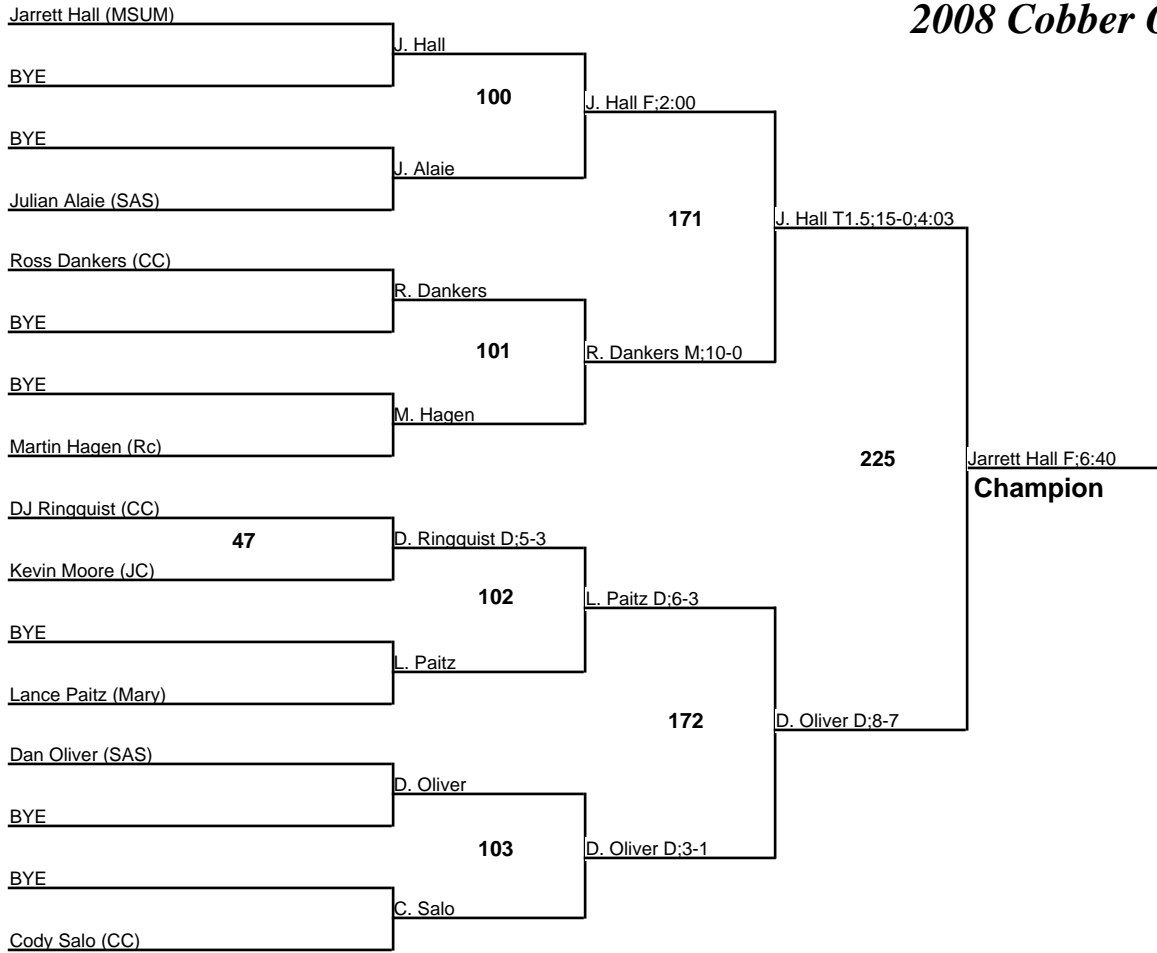 2008 Cobber
Jarrett Hall (MSUM)
J. Hall
BYE
100
J. Hall F;2:00
BYE
J. Alaie
Julian Alaie (SAS)
171
J. Hall T1.5;15-0;4:03
Ross Dankers (CC)
R. Dankers
BYE
101
R. Dankers M;10-0
BYE
M. Hagen
Martin Hagen (Rc)
225
Jarrett Hall F;6:40
Champion
DJ Ringquist (CC)
47
D. Ringquist D;5-3
Kevin Moore (JC)
102
L. Paitz D;6-3
BYE
L. Paitz
Lance Paitz (Mary)
172
D. Oliver D;8-7
Dan Oliver (SAS)
D. Oliver
BYE
103
D. Oliver D;3-1
BYE
C. Salo
Cody Salo (CC)